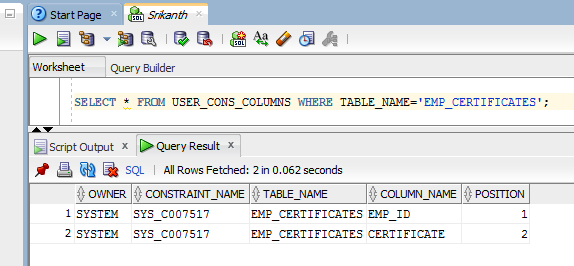 Start Page × Srikanth ×
Worksheet Query Builder
SELECT * FROM USER_CONS_COLUMNS WHERE TABLE_NAME='EMP_CERTIFICATES';
Script Output × Query Result ×
SQL | All Rows Fetched: 2 in 0.062 seconds
OWNER CONSTRAINT_NAME TABLE_NAME COLUMN_NAME POSITION
1 SYSTEM SYS_C007517 EMP_CERTIFICATES EMP_ID 1
2 SYSTEM SYS_C007517 EMP_CERTIFICATES CERTIFICATE 2